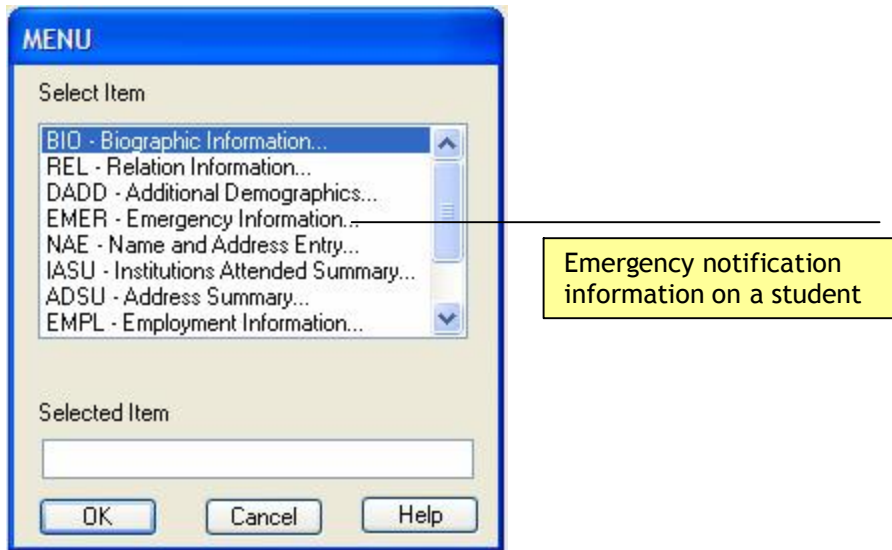 MENU
Select Item
BIO - Biographic Information...
REL - Relation Information...
DADD - Additional Demographics...
EMER - Emergency Information...
NAE - Name and Address Entry...
IASU - Institutions Attended Summary...
ADSU - Address Summary...
EMPL - Employment Information...
Emergency notification
information on a student
Selected Item
OK Cancel Help